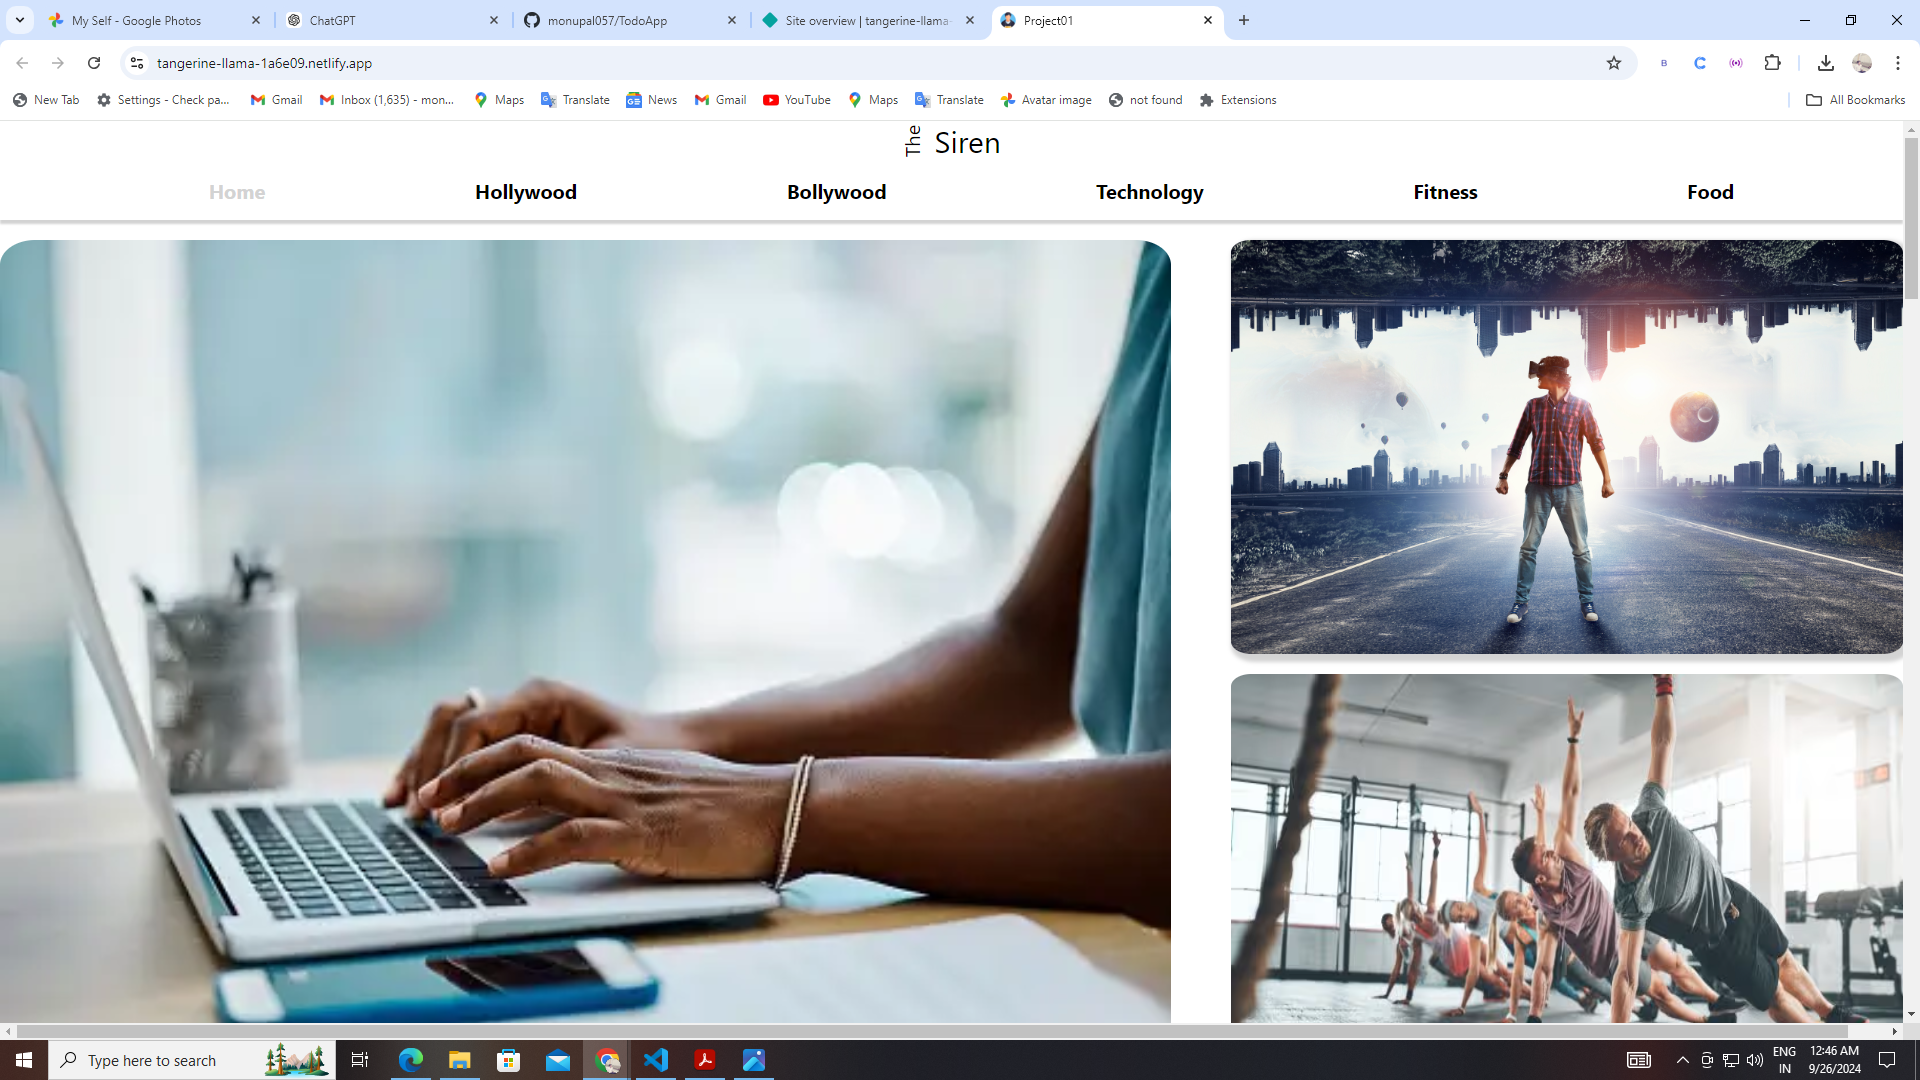 My Self - Google Photos
ChatGPT
monupal057/TodoApp
Site overview | tangerine-llama-
Project01
tangerine-llama-1a6e09.netlify.app
New Tab
Settings - Check pa...
Gmail
Inbox (1,635) - mon...
Maps
Translate
News
Gmail
YouTube
Maps
Translate
Avatar image
not found
Extensions
All Bookmarks
The Siren
Home
Hollywood
Bollywood
Technology
Fitness
Food
Type here to search
ENG
IN
12:46 AM
9/26/2024